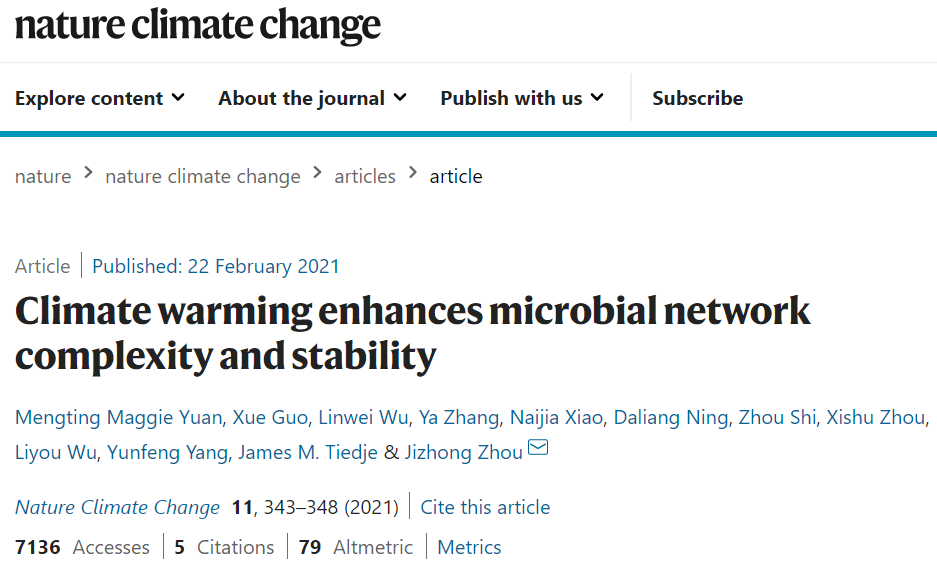 nature climate change
Explore content About the journal Publish with us Subscribe
nature > nature climate change > articles > article
Article | Published: 22 February 2021
Climate warming enhances microbial network
complexity and stability
Mengting Maggie Yuan, Xue Guo, Linwei Wu, Ya Zhang, Naijia Xiao, Daliang Ning, Zhou Shi, Xishu Zhou,
Liyou Wu, Yunfeng Yang, James M. Tiedje & Jizhong Zhou
Nature Climate Change 11, 343–348 (2021) | Cite this article
7136 Accesses | 5 Citations | 79 Altmetric | Metrics